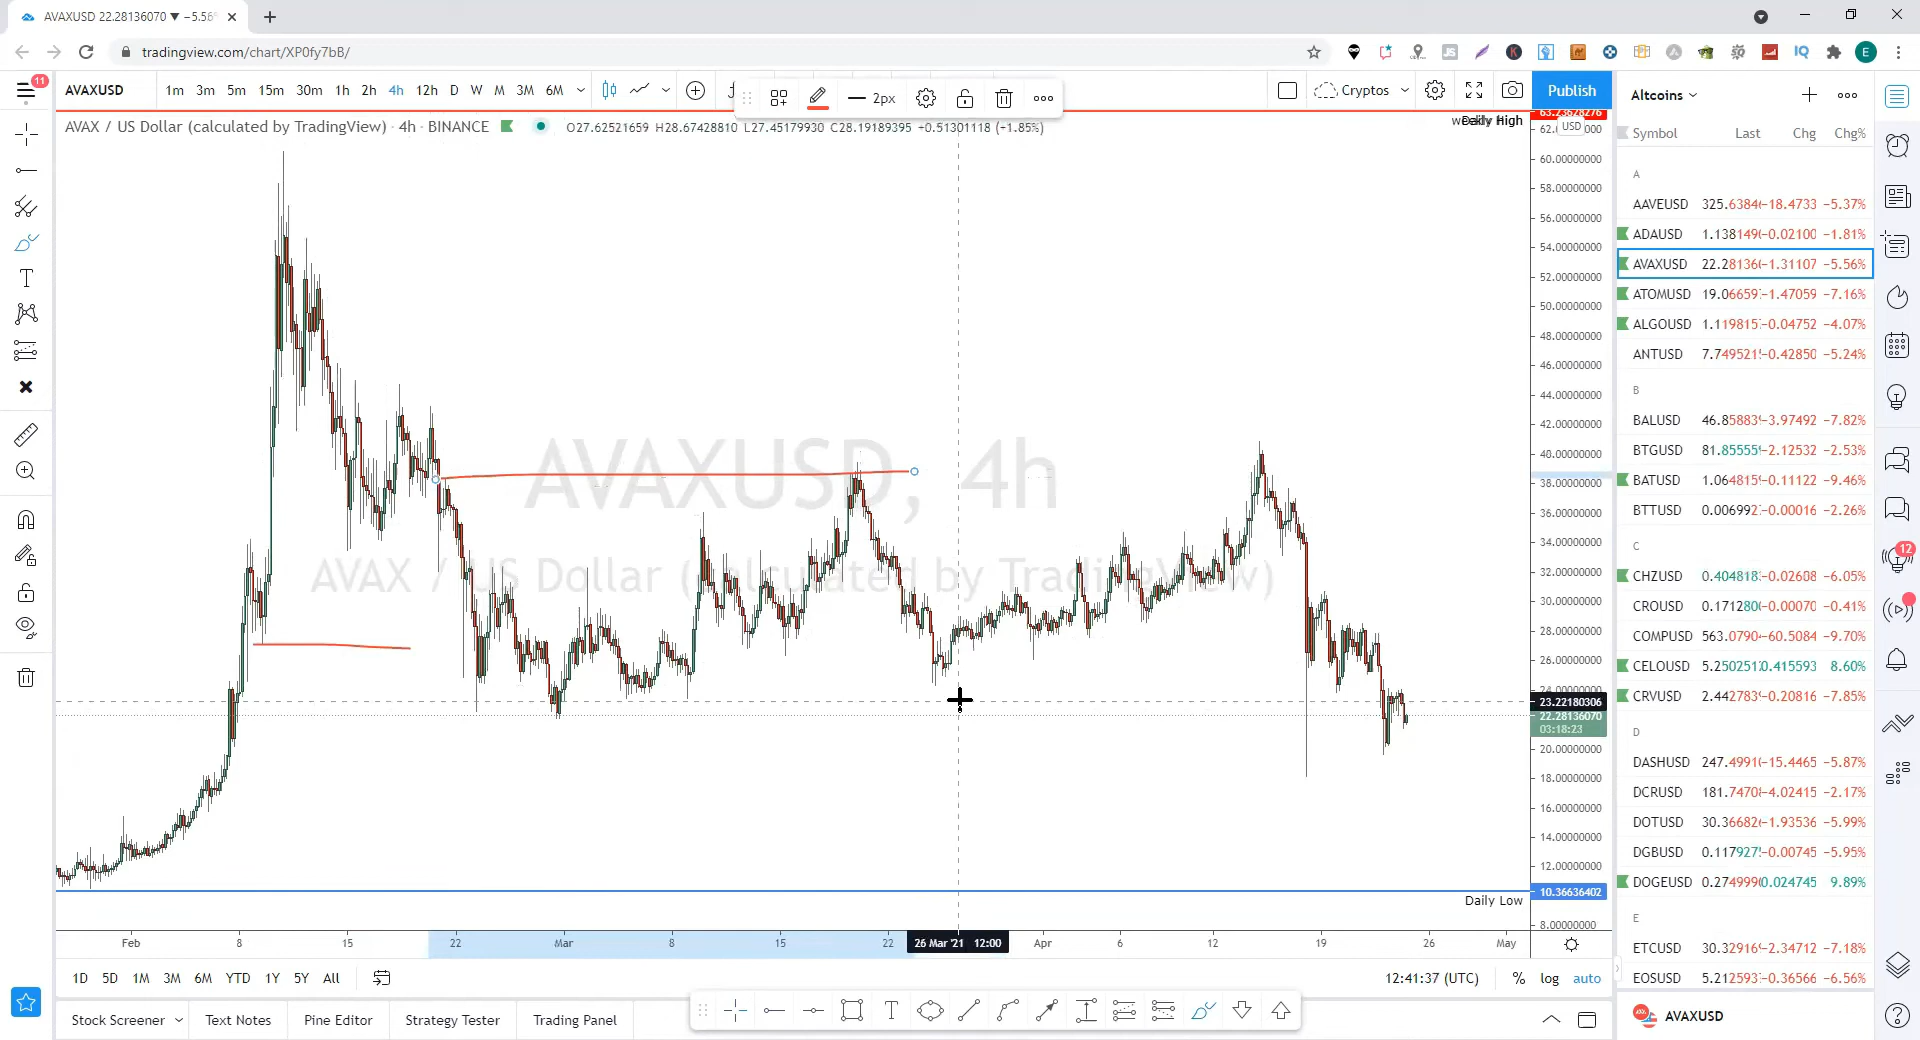 AVAXUSD 22.28136070 ▼ −5.56
tradingview.com/chart/XP0fy7bB/
11
AVAXUSD 1m 3m 5m 15m 30m 1h 2h 4h 12h D W M 3M 6M
2px
Cryptos
Publish
AVAX / US Dollar (calculated by TradingView) · 4h · BINANCE
O27.62521659 H28.67428810 L27.45179930 C28.19189395 +0.51301118 (+1.85%)
Daily High
USD
AVAXUSD, 4h
AVAX / US Dollar (calculated by TradingView)
60.00000000
58.00000000
56.00000000
54.00000000
52.00000000
50.00000000
48.00000000
46.00000000
44.00000000
42.00000000
40.00000000
38.00000000
36.00000000
34.00000000
32.00000000
30.00000000
28.00000000
26.00000000
24.00000000
23.22180306
22.28136070
03:18:23
20.00000000
18.00000000
16.00000000
14.00000000
12.00000000
10.36636402
Daily Low
8.00000000
Feb 8 15 22 Mar 8 15 22 26 Mar '21 12:00 Apr 6 12 19 26 May
1D 5D 1M 3M 6M YTD 1Y 5Y All
12:41:37 (UTC) % log auto
Stock Screener Text Notes Pine Editor Strategy Tester Trading Panel
Altcoins
Symbol Last Chg Chg%
A
AAVEUSD 325.6384 −18.4733 −5.37%
ADAUSD 1.13814 −0.02100 −1.81%
AVAXUSD 22.28136 −1.31107 −5.56%
ATOMUSD 19.06659 −1.47059 −7.16%
ALGOUSD 1.119815 −0.04752 −4.07%
ANTUSD 7.749521 −0.42850 −5.24%
B
BALUSD 46.85883 −3.97492 −7.82%
BTGUSD 81.85555 −2.12532 −2.53%
BATUSD 1.064815 −0.11122 −9.46%
BTTUSD 0.006992 −0.00016 −2.26%
C
CHZUSD 0.404818 −0.02608 −6.05%
CROUSD 0.171280 −0.00070 −0.41%
COMPUSD 563.0790 −60.5084 −9.70%
CELOUSD 5.250251 0.415593 8.60%
CRVUSD 2.442783 −0.20816 −7.85%
D
DASHUSD 247.4991 −15.4465 −5.87%
DCRUSD 181.7470 −4.02415 −2.17%
DOTUSD 30.36682 −1.93536 −5.99%
DGBUSD 0.117927 −0.00745 −5.95%
DOGEUSD 0.274999 0.024745 9.89%
E
ETCUSD 30.32916 −2.34712 −7.18%
EOSUSD 5.212593 −0.36566 −6.56%
AVAXUSD
12